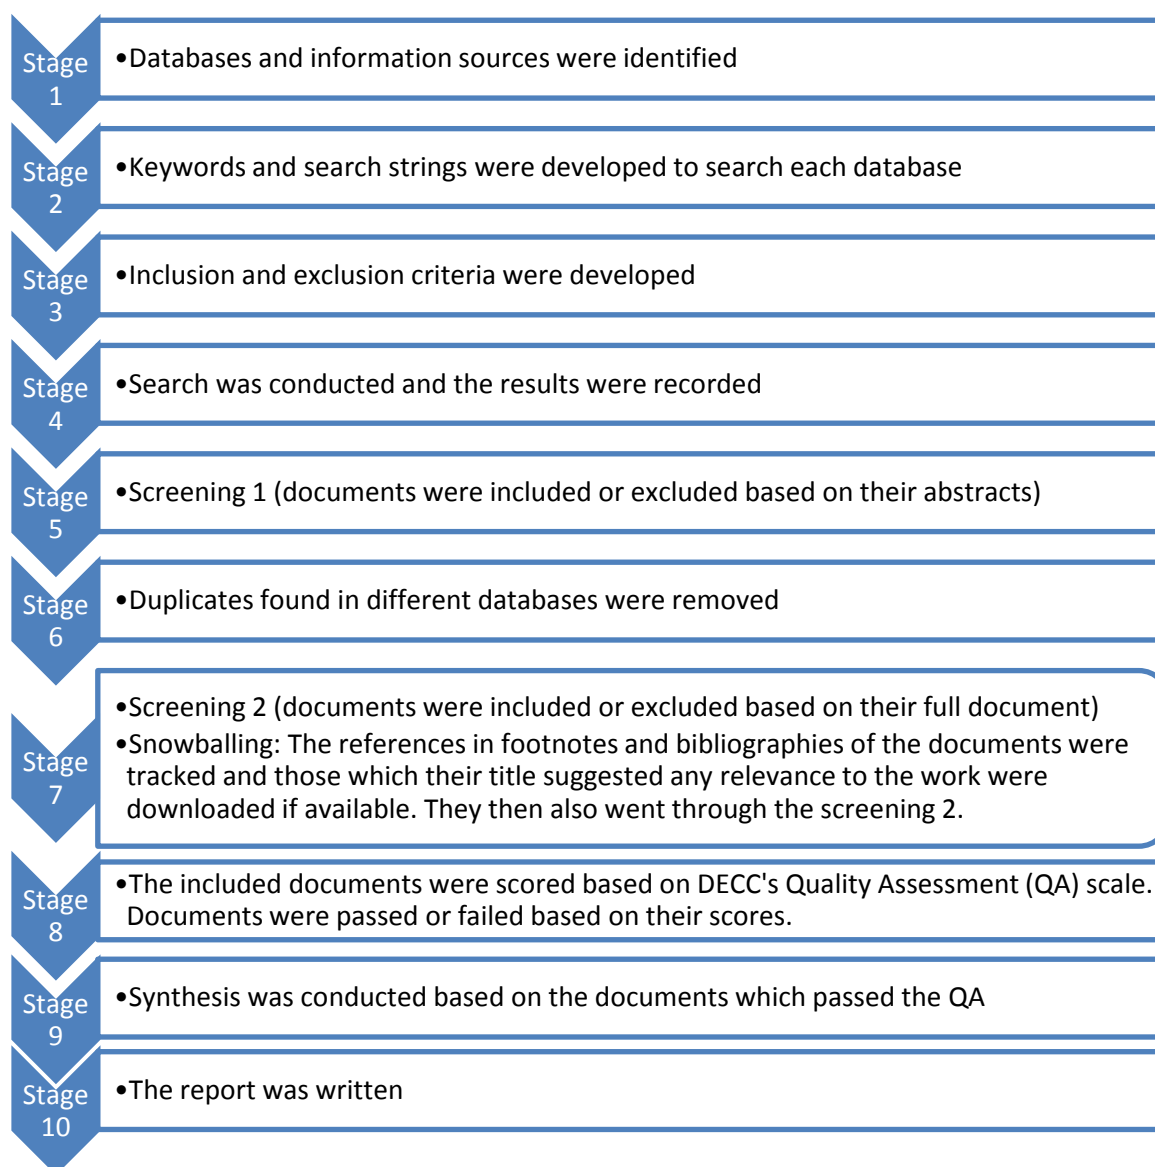 Stage
1
•Databases and information sources were identified
Stage
2
•Keywords and search strings were developed to search each database
Stage
3
•Inclusion and exclusion criteria were developed
Stage
4
•Search was conducted and the results were recorded
Stage
5
•Screening 1 (documents were included or excluded based on their abstracts)
Stage
6
•Duplicates found in different databases were removed
Stage
7
•Screening 2 (documents were included or excluded based on their full document)
•Snowballing: The references in footnotes and bibliographies of the documents were
tracked and those which their title suggested any relevance to the work were
downloaded if available. They then also went through the screening 2.
Stage
8
•The included documents were scored based on DECC's Quality Assessment (QA) scale.
Documents were passed or failed based on their scores.
Stage
9
•Synthesis was conducted based on the documents which passed the QA
Stage
10
•The report was written